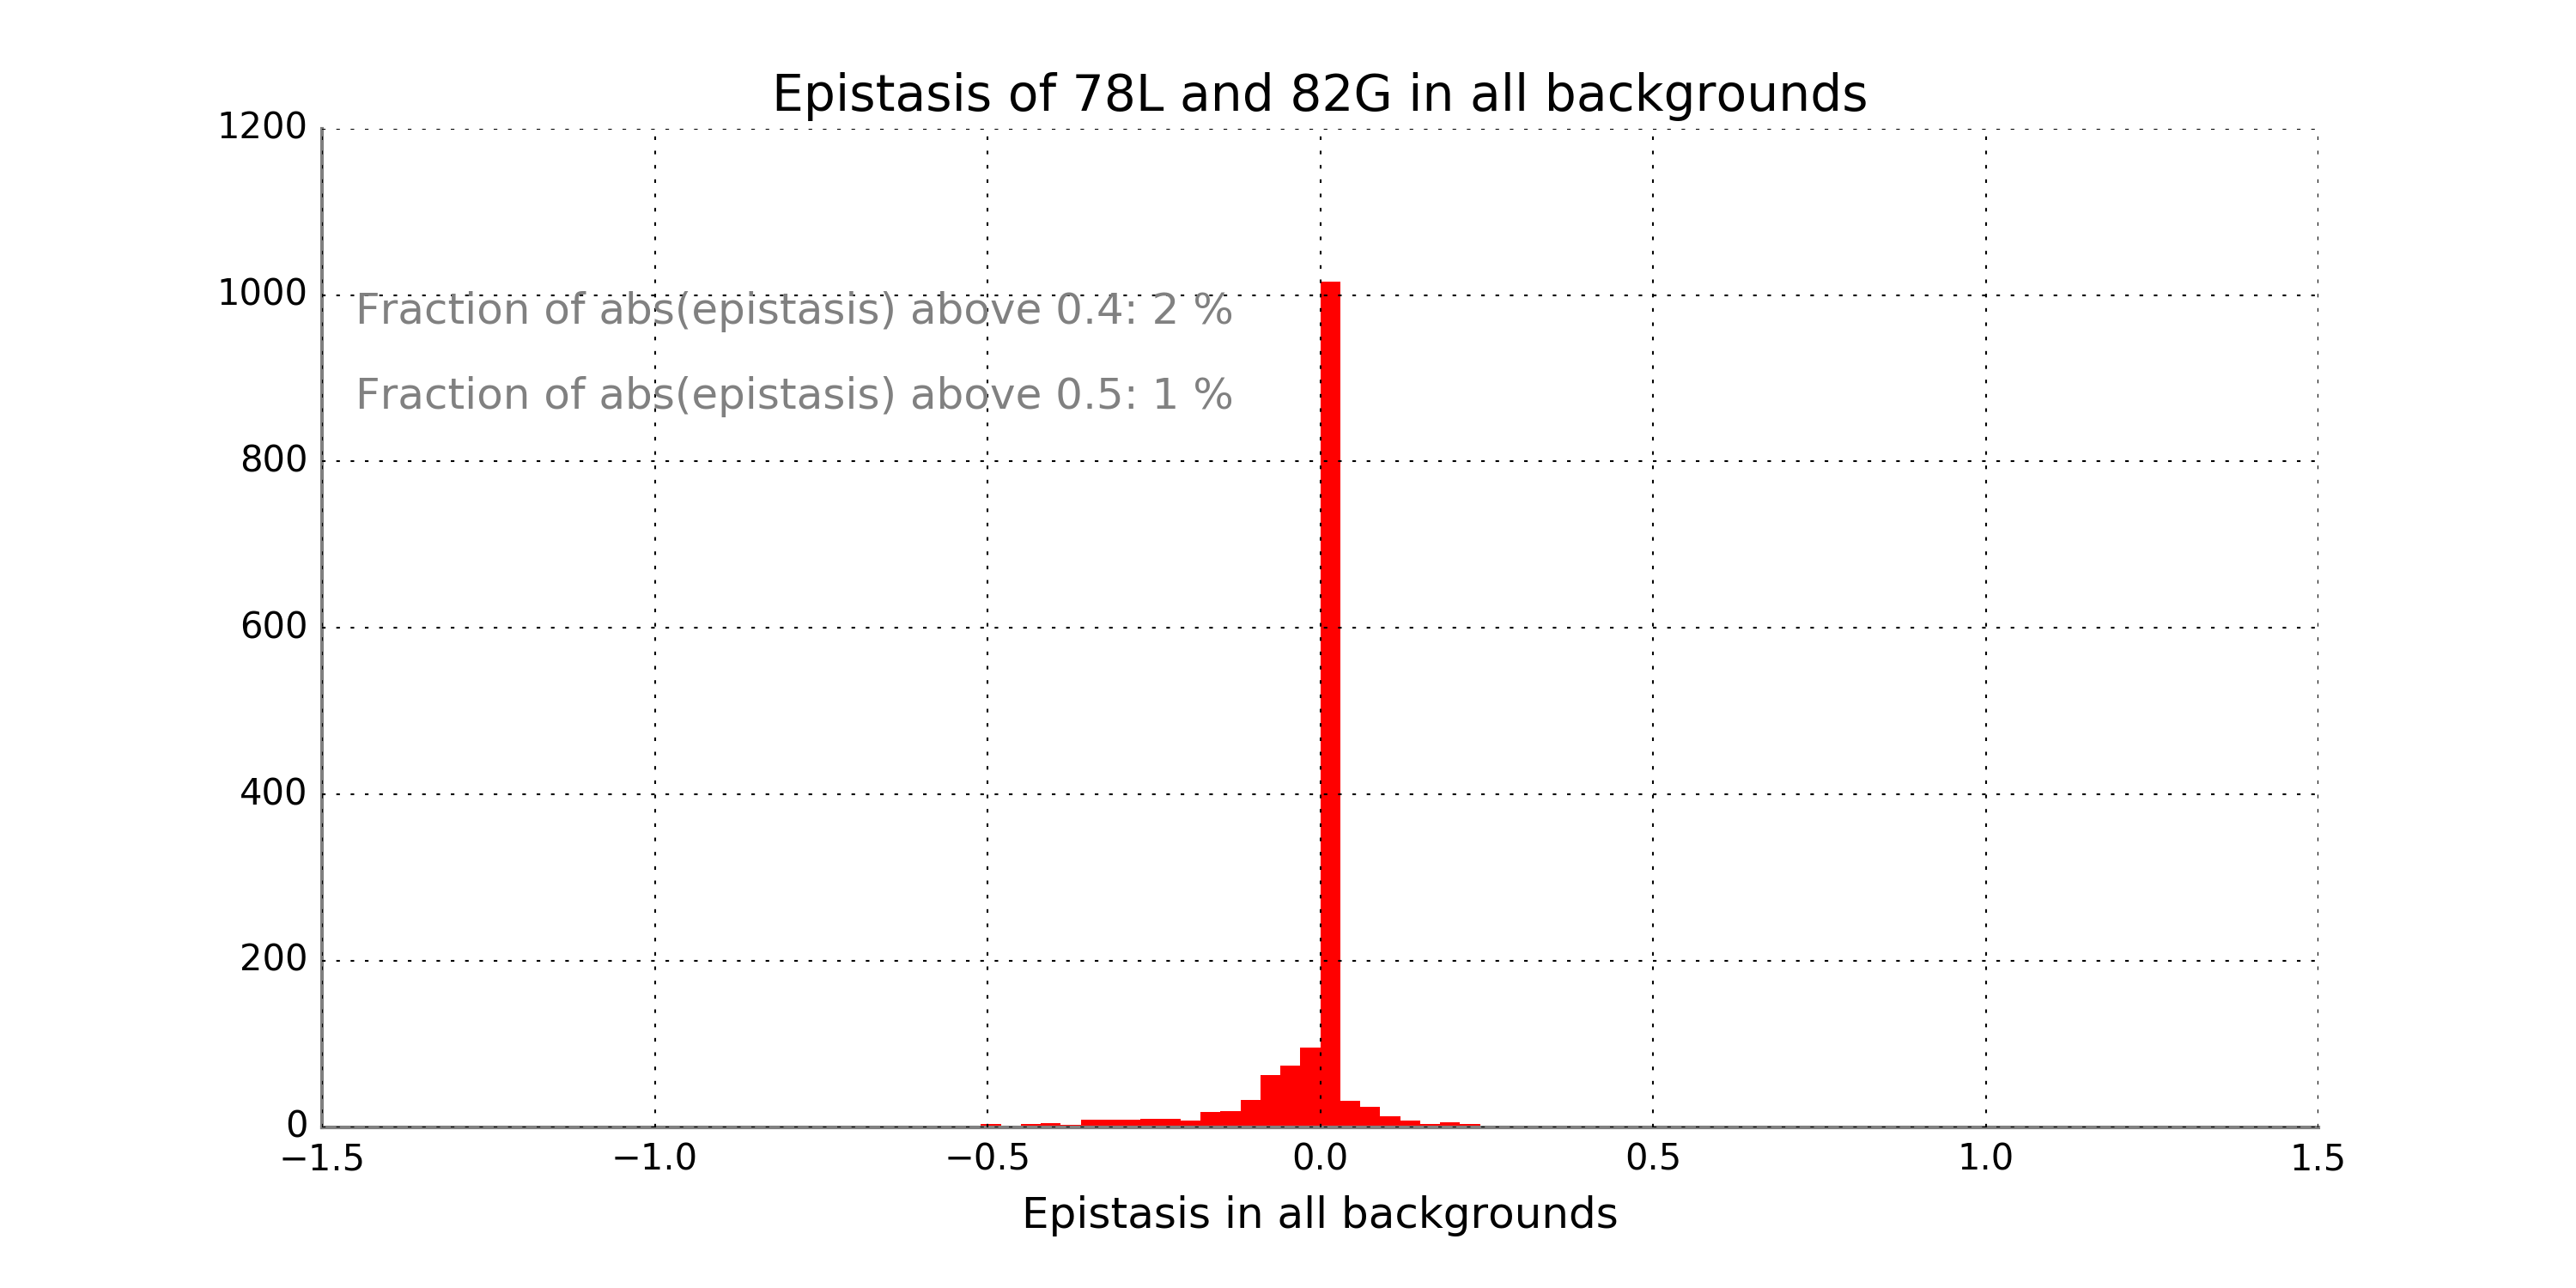 Epistasis of 78L and 82G in all backgrounds
1200
1000
Fraction of abs(epistasis) above 0.4: 2 %
Fraction of abs(epistasis) above 0.5: 1 %
800
600
400
200
0
−1.5 −1.0 −0.5 0.0 0.5 1.0 1.5
Epistasis in all backgrounds